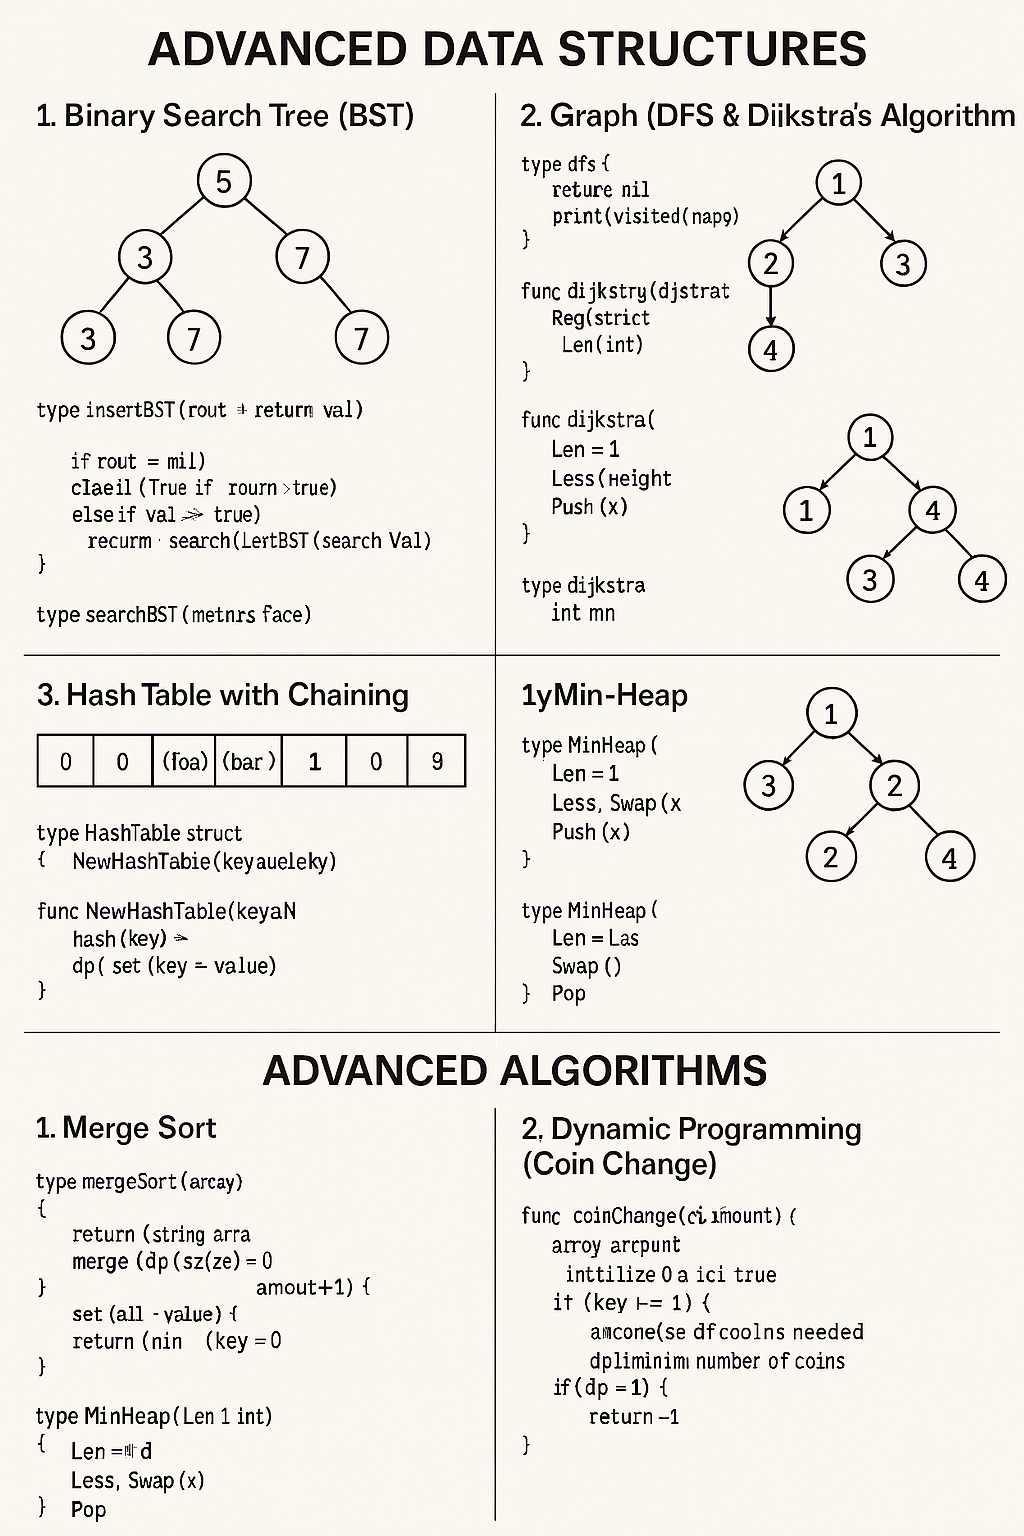 ADVANCED DATA STRUCTURES
1. Binary Search Tree (BST)
5
3 7
3 7 7
type insertBST(rout + return val)
if rout = mil)
claeil (True if rourn >true)
else if val ≫ true)
recurm · search(LertBST(search Val)
}
type searchBST(metnrs face)
2. Graph (DFS & Diikstra's Algorithm
type dfs {
reture nil
print(visited(nap9)
}
func dijkstry(djstrat
Reg(strict
Len(int)
}
func dijkstra(
Len = 1
Less(Height
Push (x)
}
type dijkstra
int mn
1
2 3
4
1
1 4
3 4
3. Hash Table with Chaining
0 0 (foa) (bar) 1 0 9
type HashTable struct
{ NewHashTabie(keyaueleky)
func NewHashTable(keyaN
hash(key) ➣
dp( set (key = value)
}
1yMin-Heap
type MinHeap (
Len = 1
Less, Swap (x
Push (x)
}
type MinHeap (
Len = Las
Swap ()
} Pop
1
3 2
2 4
ADVANCED ALGORITHMS
1. Merge Sort
type mergeSort(arcay)
{
return (string arra
merge (dp(sz(ze) = 0
} amout+1) {
set (all - value) {
return (nin (key = 0
}
type MinHeap(Len 1 int)
{ Len = d
Less, Swap (x)
} Pop
2. Dynamic Programming
(Coin Change)
func coinChange( (
arroy arrpunt
inttilize 0 a ici true
if (key ⊢= 1) {
amcone(se dfcoolns needed
dpliminimi number of coins
if(dp = 1) {
return –1
}